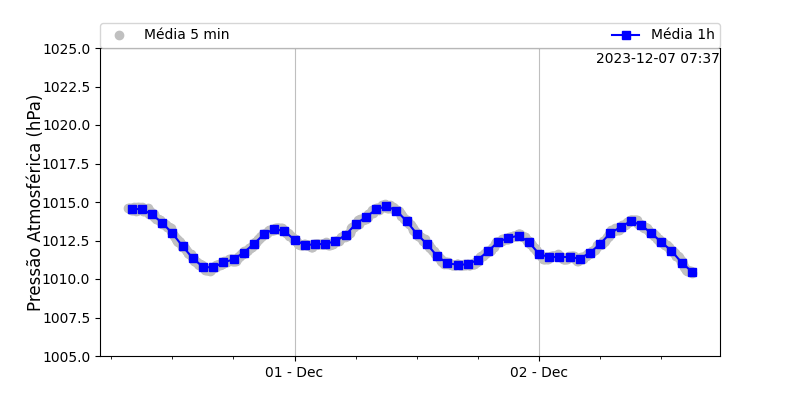 Média 5 min
Média 1h
2023-12-07 07:37
Pressão Atmosférica (hPa)
1025.0
1022.5
1020.0
1017.5
1015.0
1012.5
1010.0
1007.5
1005.0
01 - Dec
02 - Dec